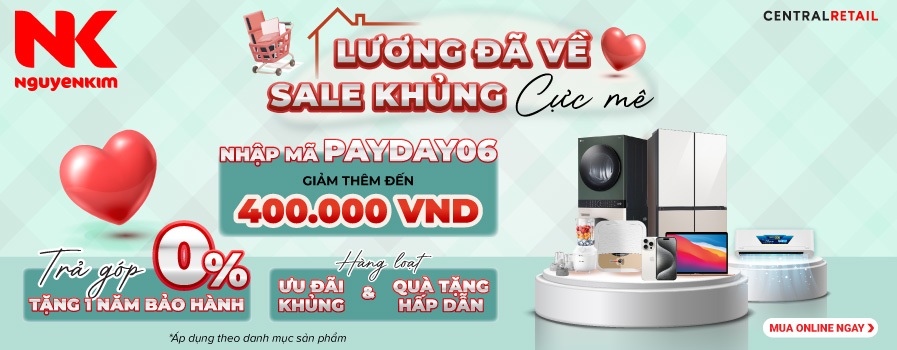 NK
NGUYENKIM
CENTRALRETAIL
LƯƠNG ĐÃ VỀ
SALE KHỦNG Cực mê
NHẬP MÃ PAYDAY06
GIẢM THÊM ĐẾN
400.000 VND
Trả góp 0%
TẶNG 1 NĂM BẢO HÀNH
Hàng loạt
ƯU ĐÃI
KHỦNG
&
QUÀ TẶNG
HẤP DẪN
*Áp dụng theo danh mục sản phẩm
MUA ONLINE NGAY